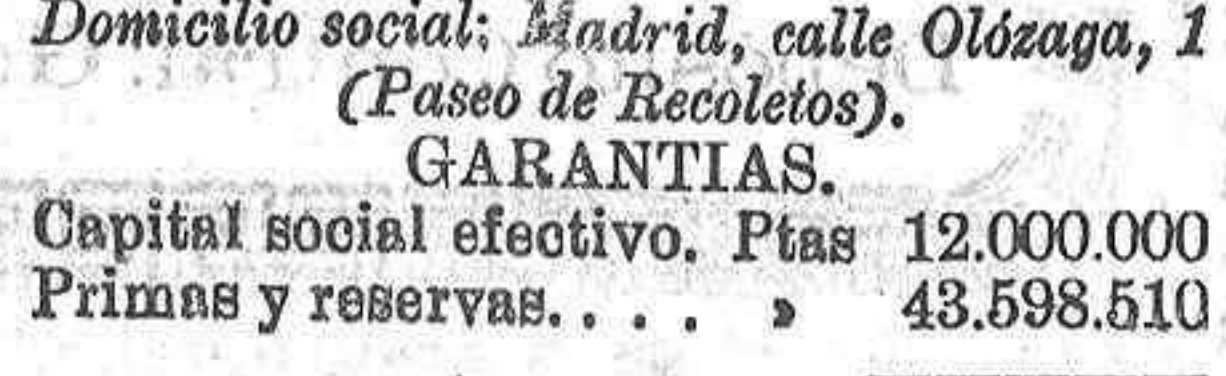 Domicilio social: Madrid, calle Olózaga, 1
(Paseo de Recoletos).
GARANTIAS.
Capital social efectivo. Ptas 12.000.000
Primas y reservas. . . . » 43.598.510